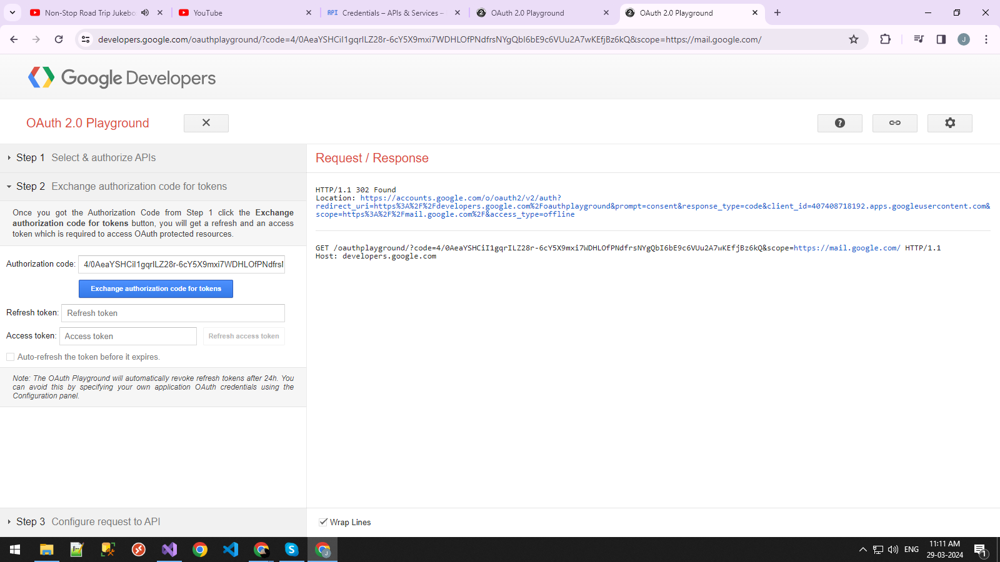 Non-Stop Road Trip Jukebo
YouTube
API Credentials – APIs & Services –
OAuth 2.0 Playground
OAuth 2.0 Playground
developers.google.com/oauthplayground/?code=4/0AeaYSHCiI1gqrILZ28r-6cY5X9mxi7WDHLOfPNdfrsNYgQbI6bE9c6VUu2A7wKEfjBz6kQ&scope=https://mail.google.com/
J
Google Developers
OAuth 2.0 Playground
Step 1 Select & authorize APIs
Step 2 Exchange authorization code for tokens
Once you got the Authorization Code from Step 1 click the Exchange
authorization code for tokens button, you will get a refresh and an access
token which is required to access OAuth protected resources.
Authorization code: 4/0AeaYSHCiI1gqrILZ28r-6cY5X9mxi7WDHLOfPNdfrsI
Exchange authorization code for tokens
Refresh token: Refresh token
Access token: Access token Refresh access token
Auto-refresh the token before it expires.
Note: The OAuth Playground will automatically revoke refresh tokens after 24h. You
can avoid this by specifying your own application OAuth credentials using the
Configuration panel.
Step 3 Configure request to API
Request / Response
HTTP/1.1 302 Found
Location: https://accounts.google.com/o/oauth2/v2/auth?
redirect_uri=https%3A%2F%2Fdevelopers.google.com%2Foauthplayground&prompt=consent&response_type=code&client_id=407408718192.apps.googleusercontent.com&
scope=https%3A%2F%2Fmail.google.com%2F&access_type=offline
GET /oauthplayground/?code=4/0AeaYSHCiI1gqrILZ28r-6cY5X9mxi7WDHLOfPNdfrsNYgQbI6bE9c6VUu2A7wKEfjBz6kQ&scope=https://mail.google.com/ HTTP/1.1
Host: developers.google.com
Wrap Lines
ENG
11:11 AM
29-03-2024
1